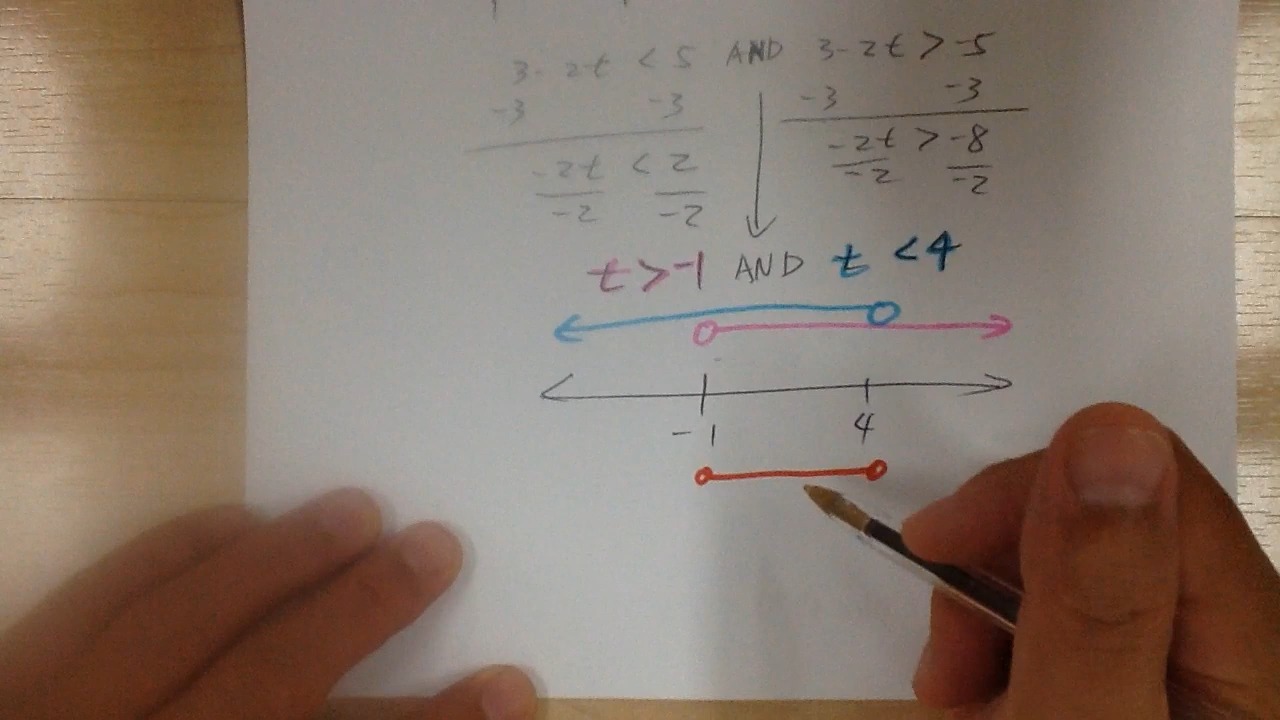 3-2t < 5 AND 3-2t > -5
-3 -3 -3 -3
-2t < 2 -2t > -8
-2 -2 -2 -2
t > -1 AND t < 4
-1 4